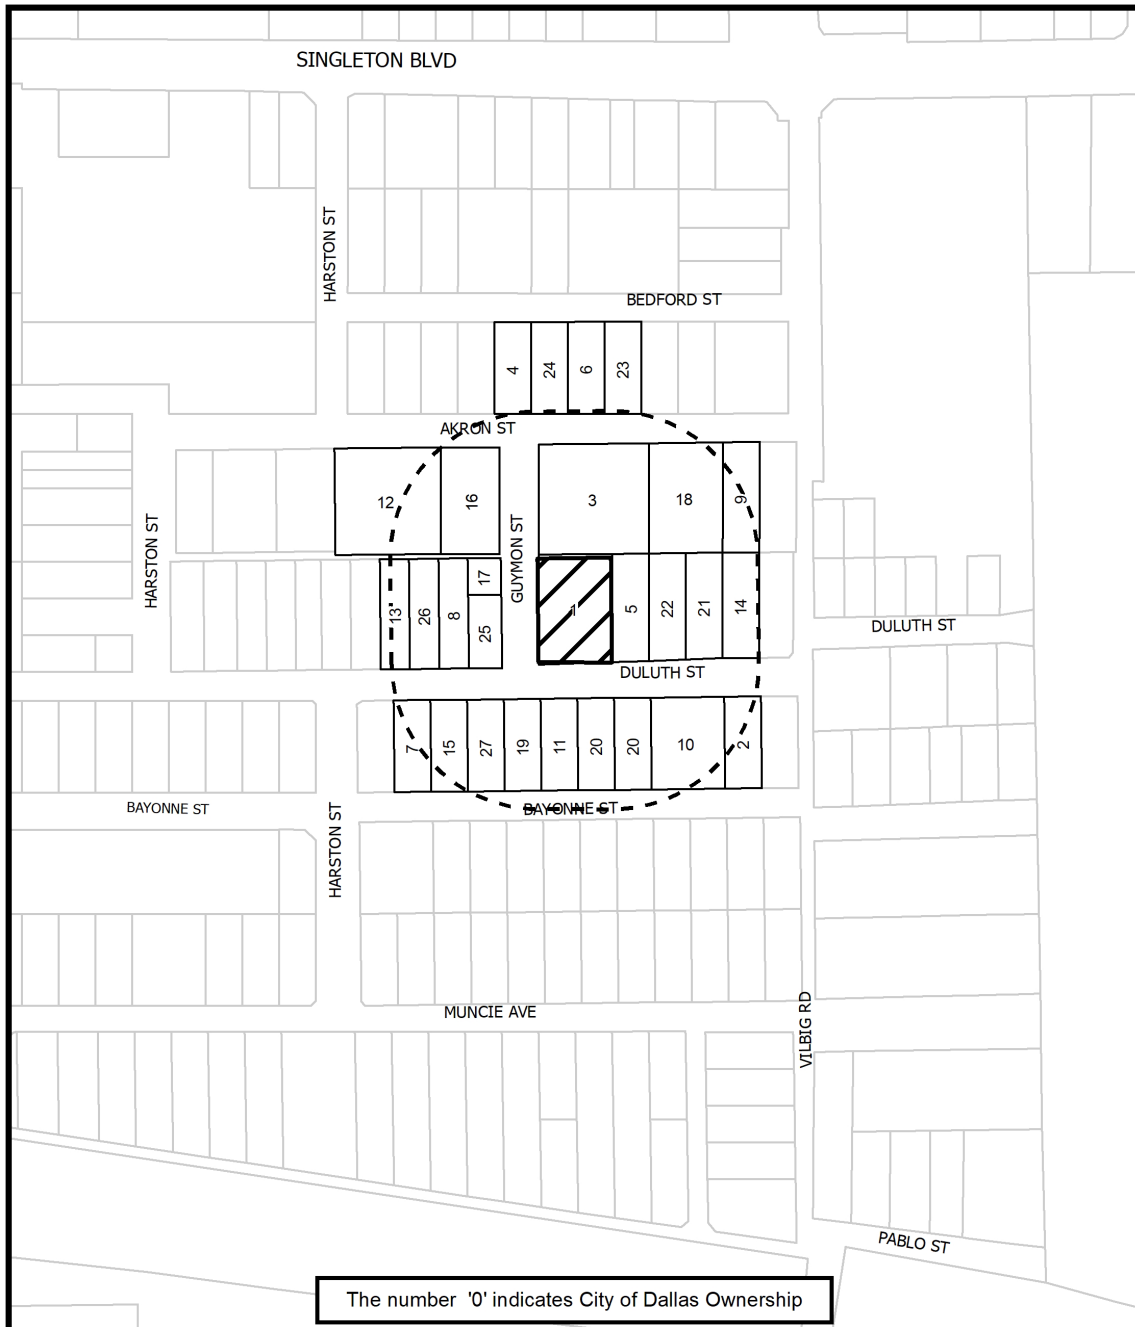 SINGLETON BLVD
HARSTON ST
BEDFORD ST
4
24
6
23
AKRON ST
12
16
3
18
9
HARSTON ST
GUYMON ST
13
26
8
17
25
1
5
22
21
14
DULUTH ST
DULUTH ST
7
15
27
19
11
20
20
10
2
BAYONNE ST
BAYONNE ST
HARSTON ST
MUNCIE AVE
VILBIG RD
PABLO ST
The number '0' indicates City of Dallas Ownership